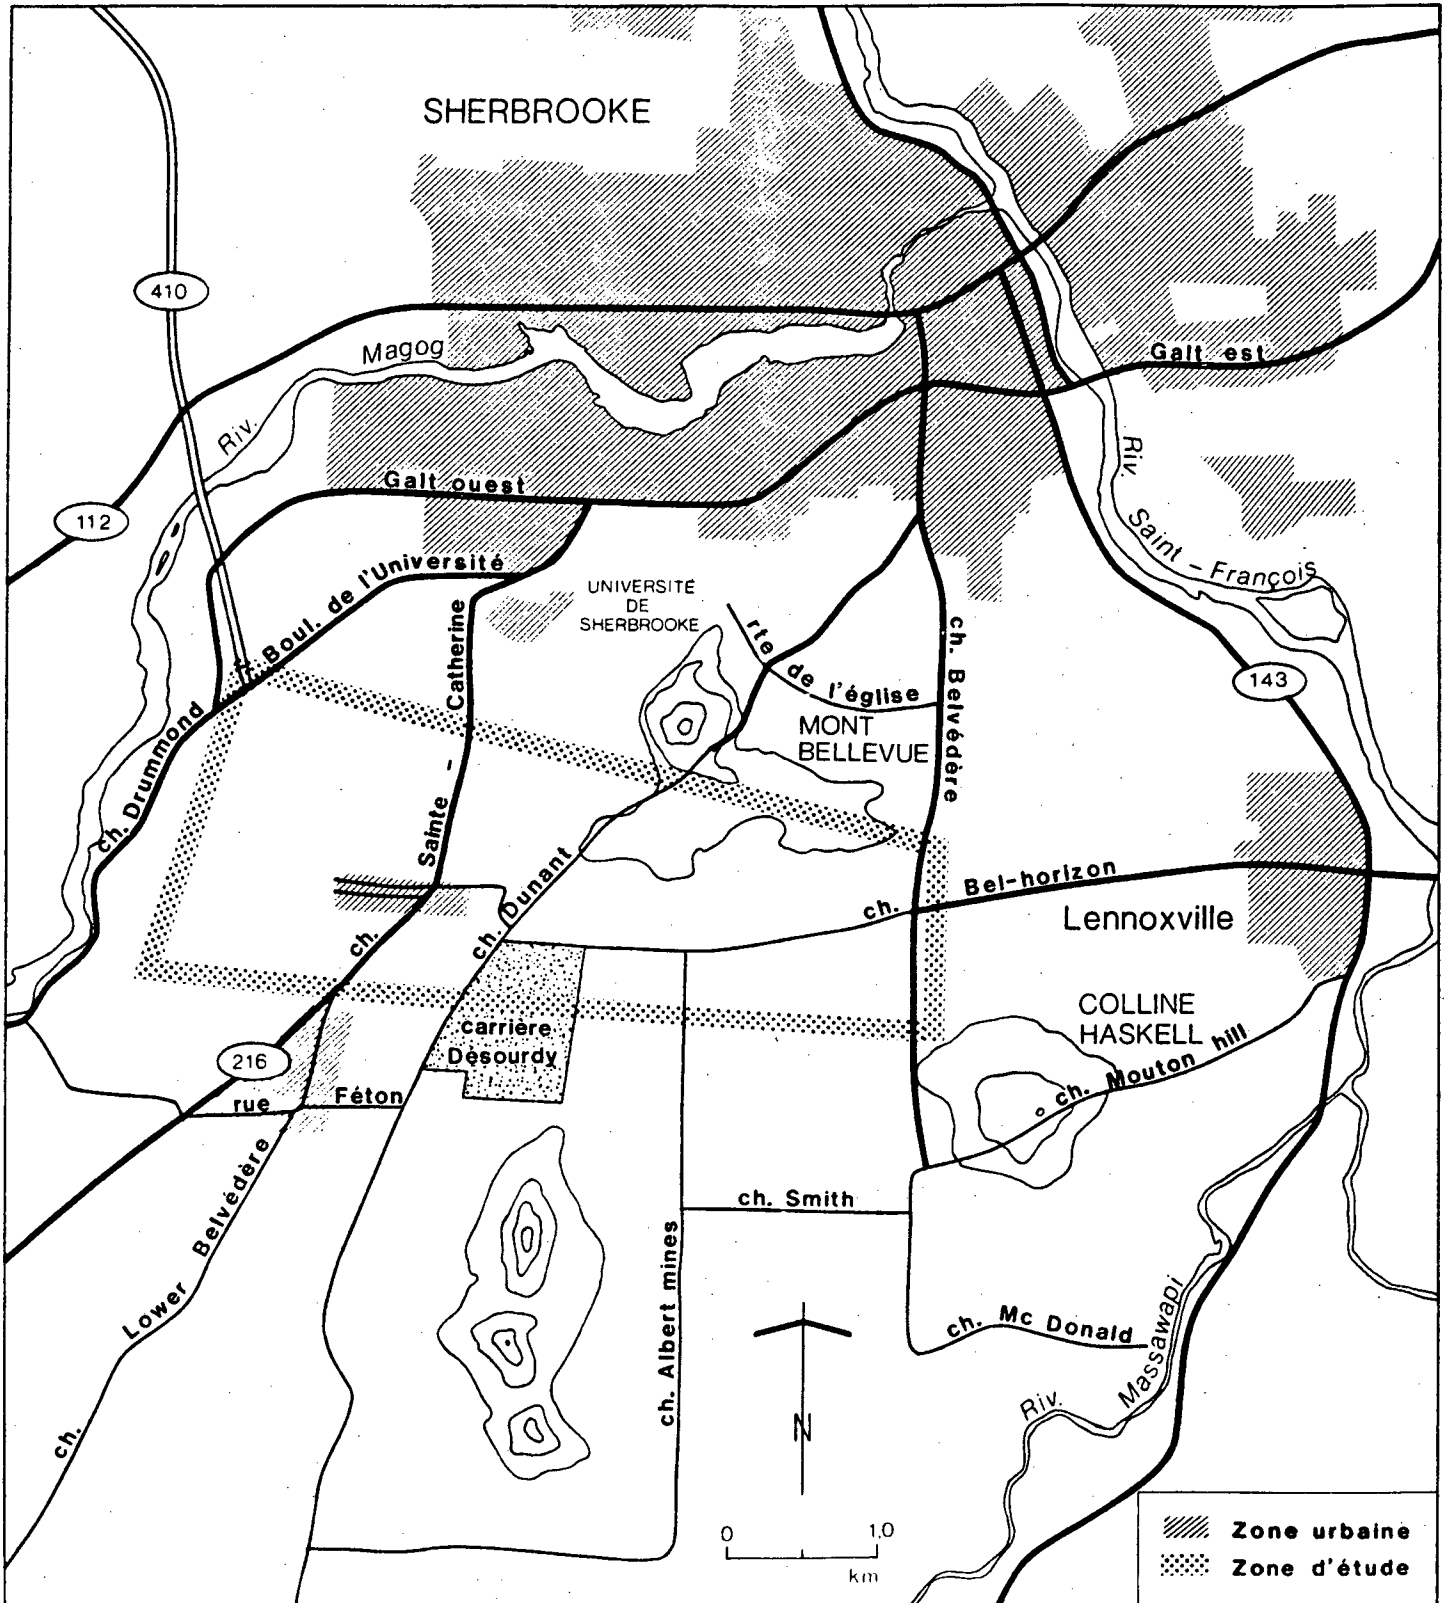 SHERBROOKE
410
Magog
Riv.
Galt est
Galt ouest
112
Riv.
Saint - François
Boul. de l'Université
UNIVERSITÉ
DE
SHERBROOKE
Sainte - Catherine
ch.
rte de l'église
ch. Belvédère
143
MONT
BELLEVUE
ch. Drummond
ch. Dunant
ch. Bel-horizon
Lennoxville
carrière
Désourdy
COLLINE
HASKELL
216
ch. Mouton hill
rue Féton
ch. Lower Belvédère
ch. Smith
ch. Albert mines
ch. Mc Donald
Riv. Massawapi
N
0 1,0
km
Zone urbaine
Zone d'étude